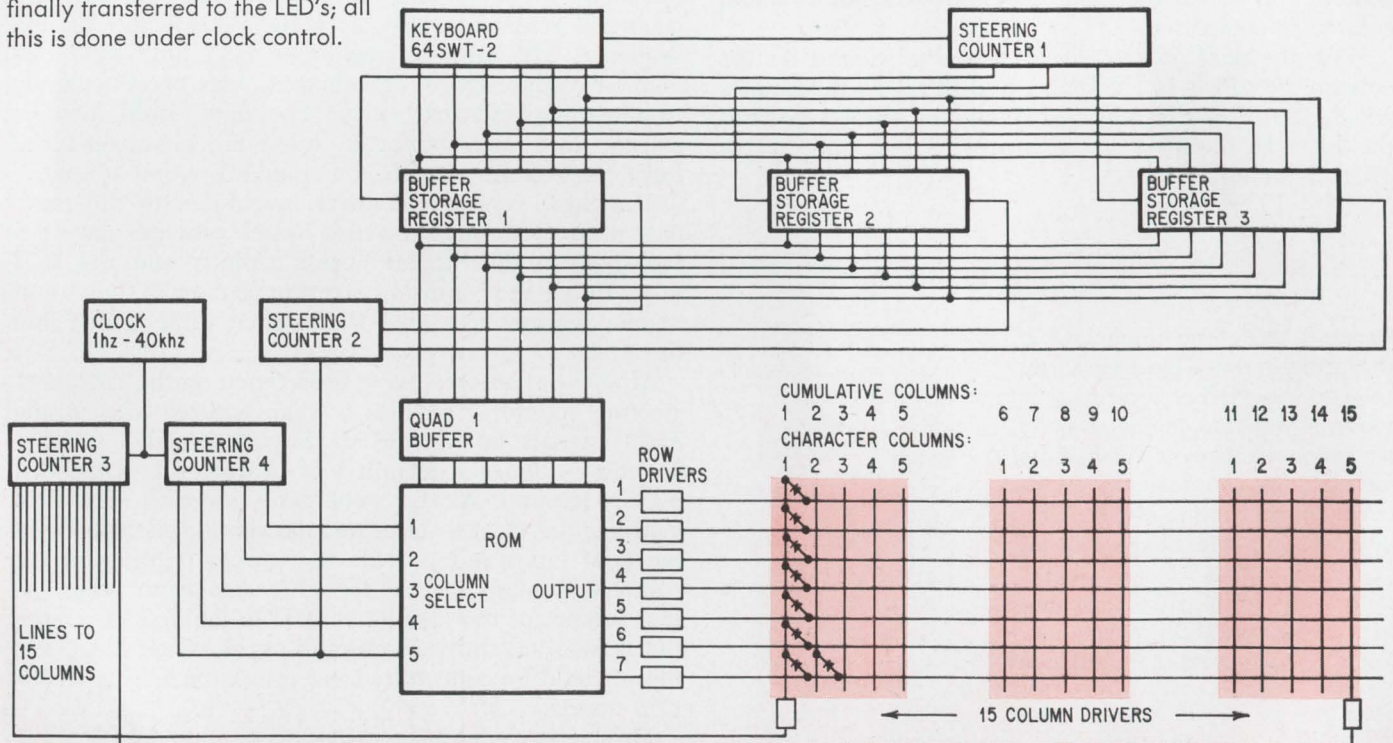 finally transferred to the LED's; all
this is done under clock control.
KEYBOARD
64SWT-2
STEERING
COUNTER 1
BUFFER
STORAGE
REGISTER 1
BUFFER
STORAGE
REGISTER 2
BUFFER
STORAGE
REGISTER 3
CLOCK
1hz - 40khz
STEERING
COUNTER 2
STEERING
COUNTER 3
STEERING
COUNTER 4
QUAD 1
BUFFER
LINES TO
15
COLUMNS
1
2
3
4
5
ROM
COLUMN
SELECT
OUTPUT
ROW
DRIVERS
1
2
3
4
5
6
7
CUMULATIVE COLUMNS:
1 2 3 4 5 6 7 8 9 10 11 12 13 14 15
CHARACTER COLUMNS:
1 2 3 4 5 1 2 3 4 5 1 2 3 4 5
15 COLUMN DRIVERS